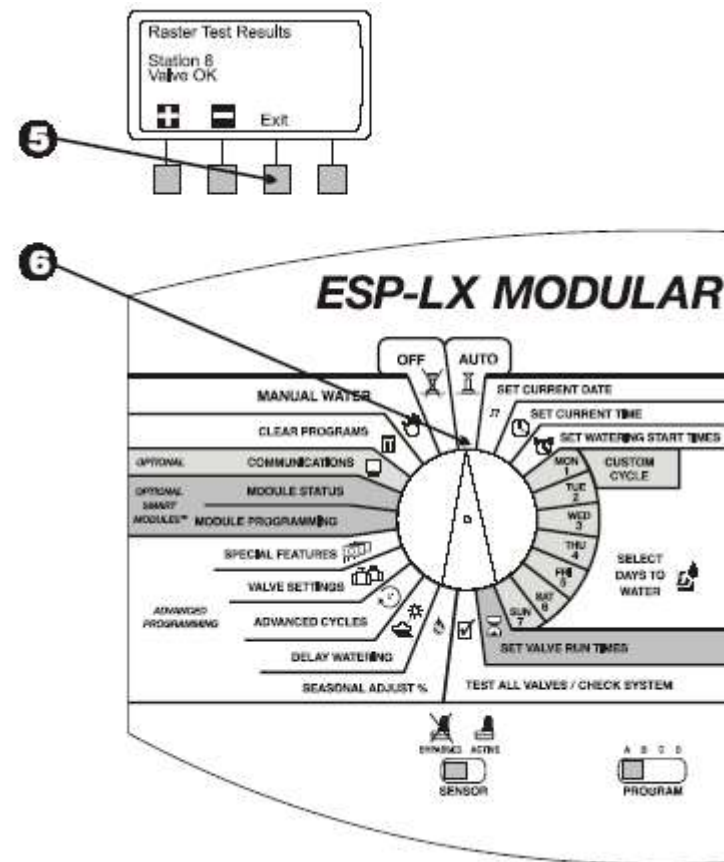 Raster Test Results
Station 8
Valve OK
Exit
5
6
ESP-LX MODULAR
OFF
AUTO
MANUAL WATER
CLEAR PROGRAMS
OPTIONAL
COMMUNICATIONS
OPTIONAL
SMART
MODULES™
MODULE STATUS
MODULE PROGRAMMING
SPECIAL FEATURES
VALVE SETTINGS
ADVANCED
PROGRAMMING
ADVANCED CYCLES
DELAY WATERING
SEASONAL ADJUST %
SET CURRENT DATE
SET CURRENT TIME
SET WATERING START TIMES
CUSTOM
CYCLE
MON
1
TUE
2
WED
3
THU
4
FRI
5
SAT
6
SUN
7
SELECT
DAYS TO
WATER
SET VALVE RUN TIMES
TEST ALL VALVES / CHECK SYSTEM
BYPASSED ACTIVE
SENSOR
A B C D
PROGRAM